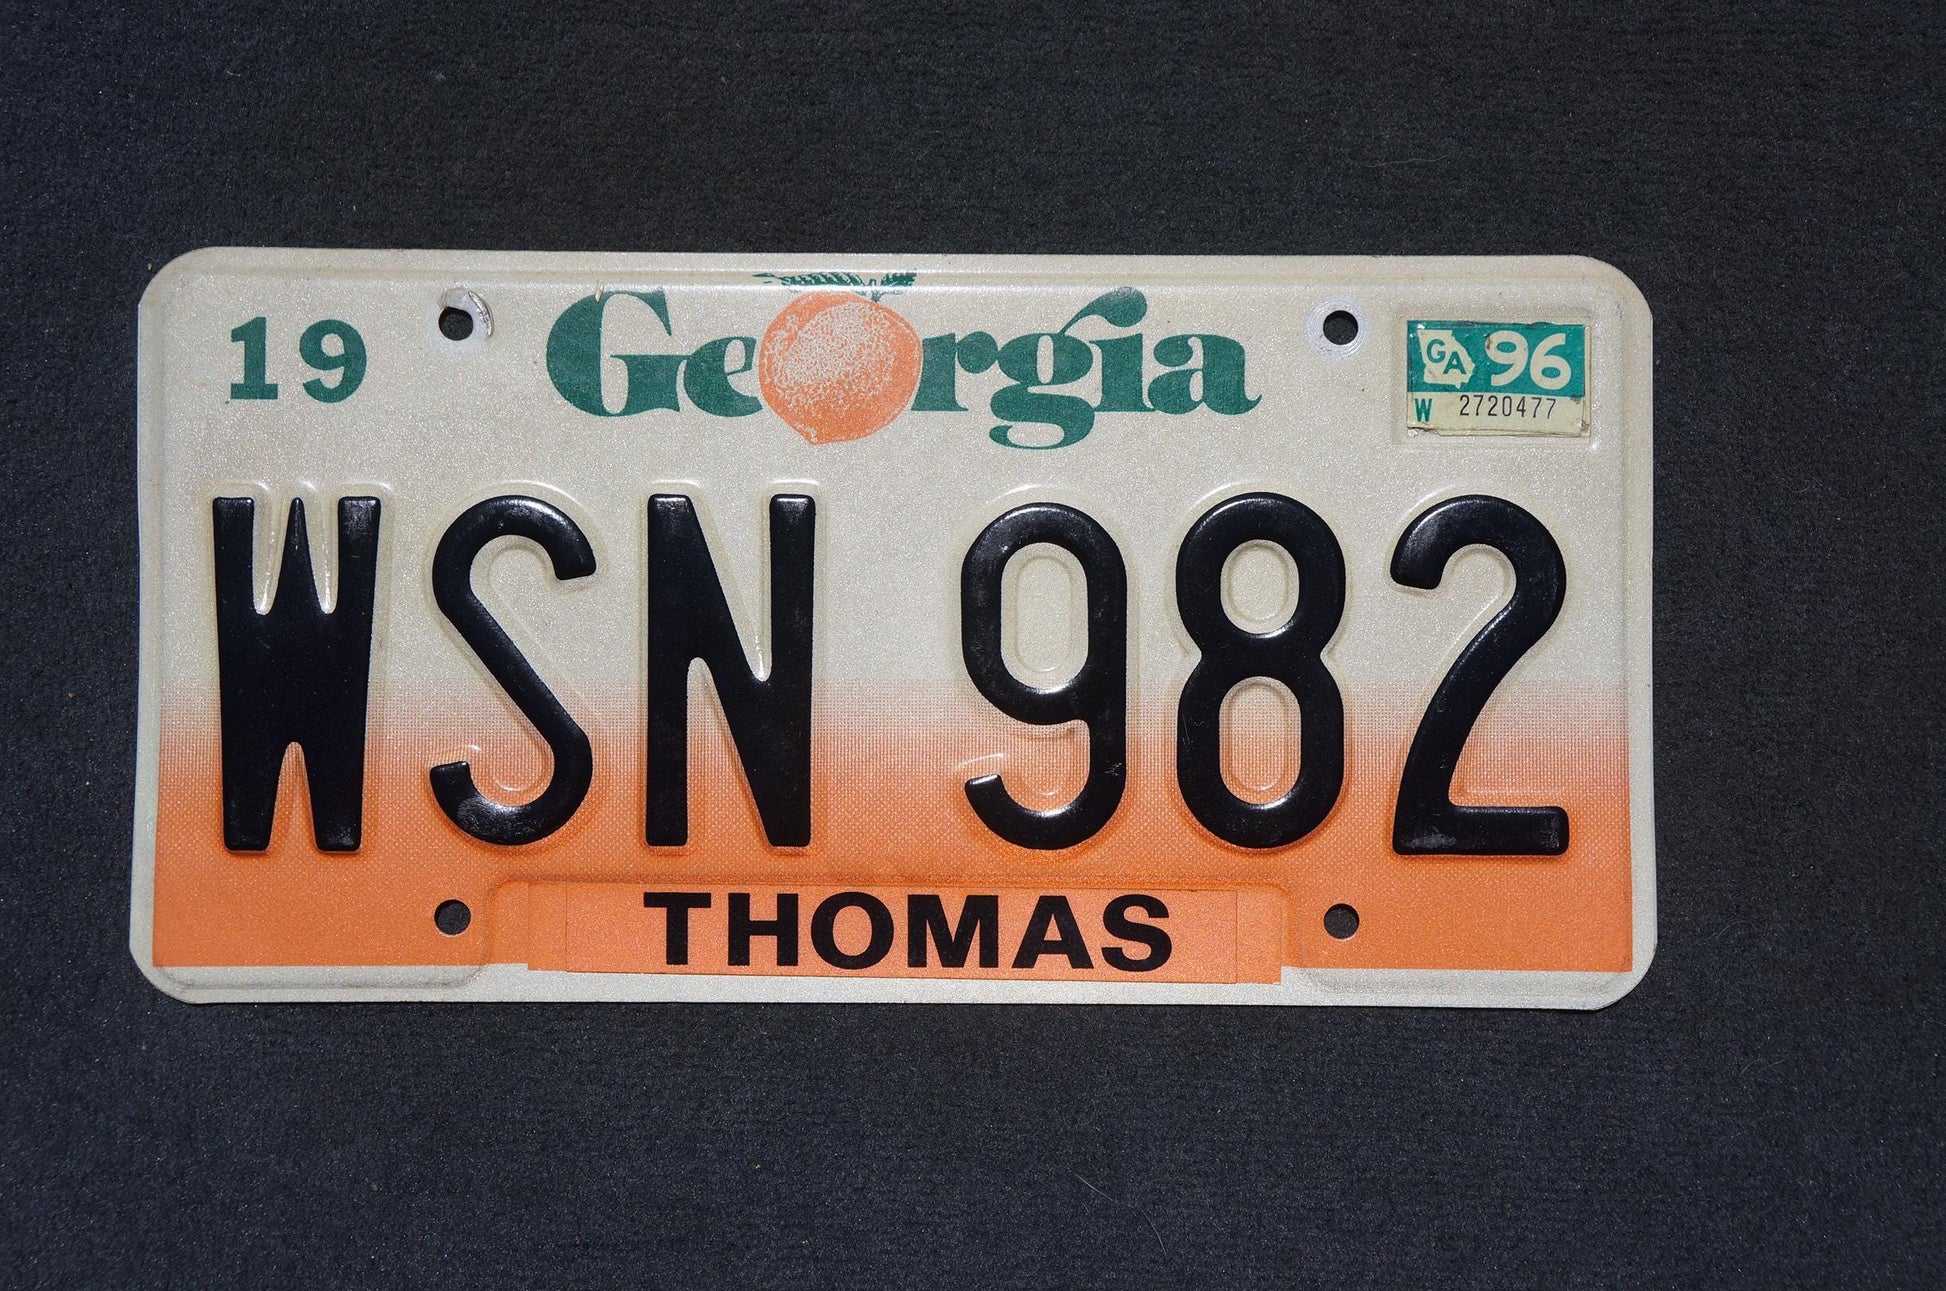 19 Georgia GA 96
W 2720477
WSN 982
THOMAS